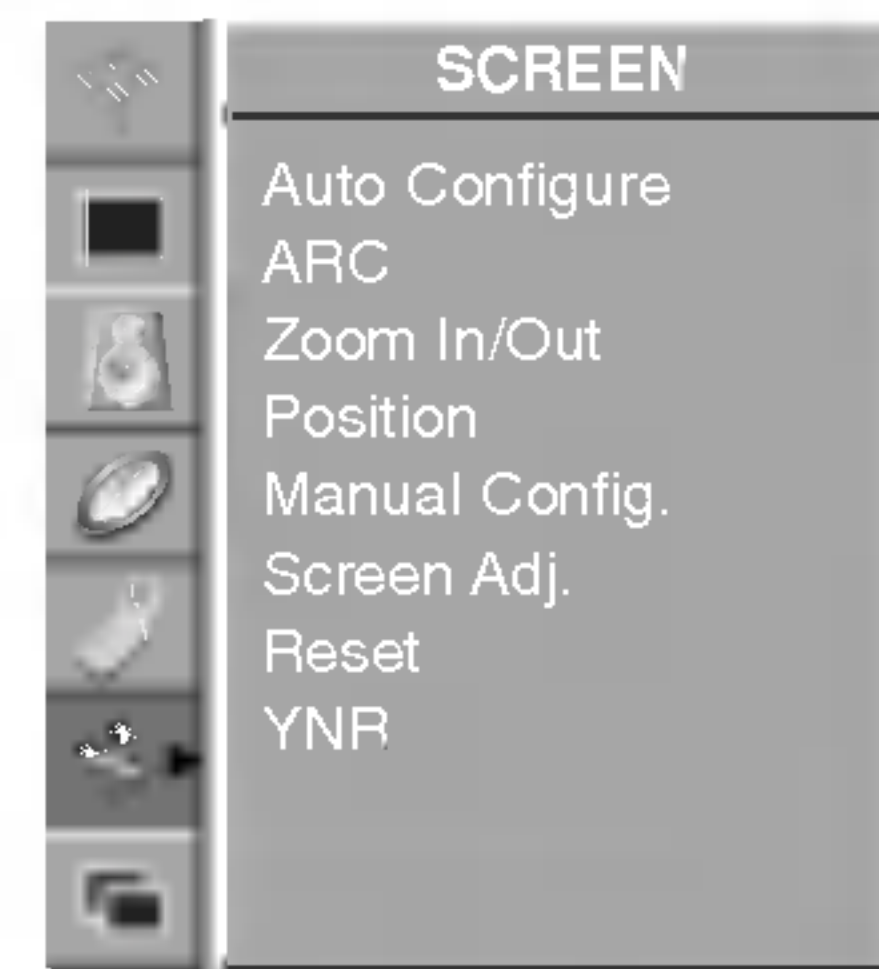 SCREEN
Auto Configure
ARC
Zoom In/Out
Position
Manual Config.
Screen Adj.
Reset
YNR